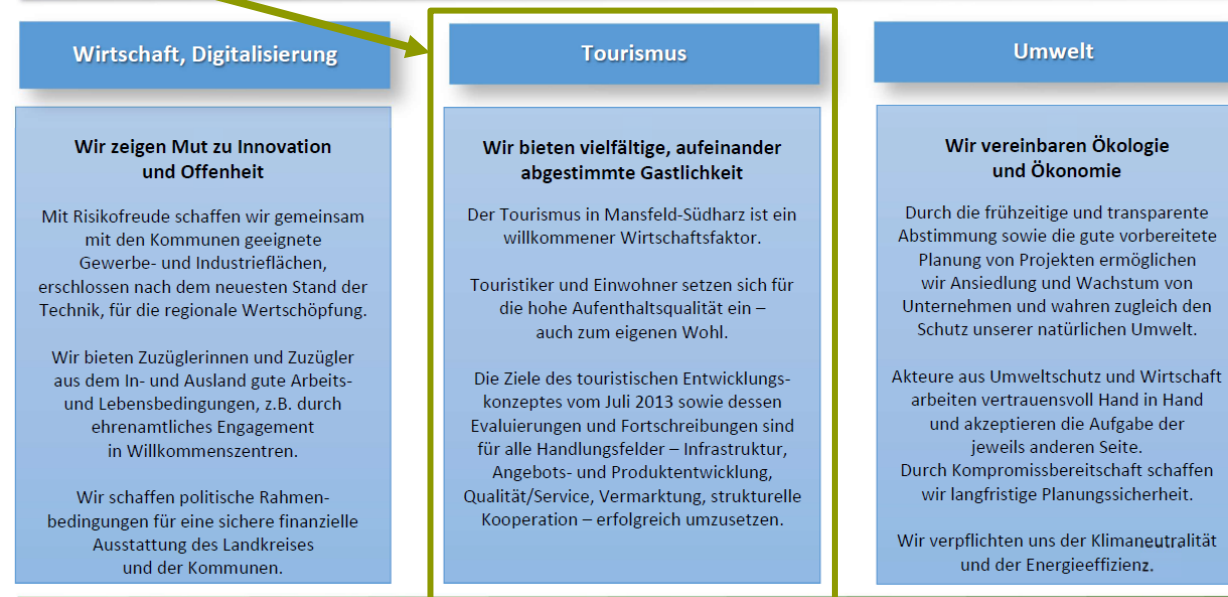 Wirtschaft, Digitalisierung
Wir zeigen Mut zu Innovation
und Offenheit
Mit Risikofreude schaffen wir gemeinsam
mit den Kommunen geeignete
Gewerbe- und Industrieflächen,
erschlossen nach dem neuesten Stand der
Technik, für die regionale Wertschöpfung.
Wir bieten Zuzüglerinnen und Zuzügler
aus dem In- und Ausland gute Arbeits-
und Lebensbedingungen, z.B. durch
ehrenamtliches Engagement
in Willkommenszentren.
Wir schaffen politische Rahmen-
bedingungen für eine sichere finanzielle
Ausstattung des Landkreises
und der Kommunen.
Tourismus
Wir bieten vielfältige, aufeinander
abgestimmte Gastlichkeit
Der Tourismus in Mansfeld-Südharz ist ein
willkommener Wirtschaftsfaktor.
Touristiker und Einwohner setzen sich für
die hohe Aufenthaltsqualität ein –
auch zum eigenen Wohl.
Die Ziele des touristischen Entwicklungs-
konzeptes vom Juli 2013 sowie dessen
Evaluierungen und Fortschreibungen sind
für alle Handlungsfelder – Infrastruktur,
Angebots- und Produktentwicklung,
Qualität/Service, Vermarktung, strukturelle
Kooperation – erfolgreich umzusetzen.
Umwelt
Wir vereinbaren Ökologie
und Ökonomie
Durch die frühzeitige und transparente
Abstimmung sowie die gute vorbereitete
Planung von Projekten ermöglichen
wir Ansiedlung und Wachstum von
Unternehmen und wahren zugleich den
Schutz unserer natürlichen Umwelt.
Akteure aus Umweltschutz und Wirtschaft
arbeiten vertrauensvoll Hand in Hand
und akzeptieren die Aufgabe der
jeweils anderen Seite.
Durch Kompromissbereitschaft schaffen
wir langfristige Planungssicherheit.
Wir verpflichten uns der Klimaneutralität
und der Energieeffizienz.